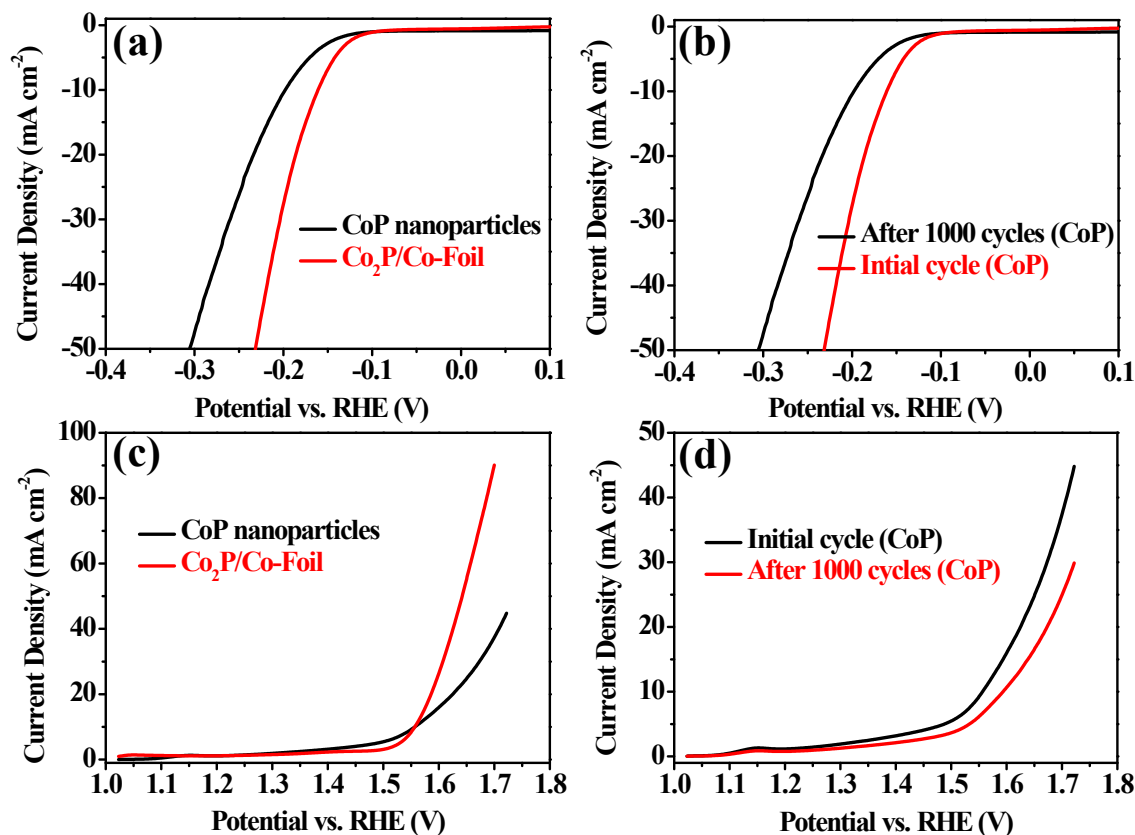 (a)
0
-10
-20
-30
-40
-50
Current Density (mA cm-2)
CoP nanoparticles
Co2P/Co-Foil
-0.4 -0.3 -0.2 -0.1 0.0 0.1
Potential vs. RHE (V)
(b)
0
-10
-20
-30
-40
-50
Current Density (mA cm-2)
After 1000 cycles (CoP)
Intial cycle (CoP)
-0.4 -0.3 -0.2 -0.1 0.0 0.1
Potential vs. RHE (V)
(c)
100
80
60
40
20
0
Current Density (mA cm-2)
CoP nanoparticles
Co2P/Co-Foil
1.0 1.1 1.2 1.3 1.4 1.5 1.6 1.7 1.8
Potential vs. RHE (V)
(d)
50
40
30
20
10
0
Current Density (mA cm-2)
Initial cycle (CoP)
After 1000 cycles (CoP)
1.0 1.1 1.2 1.3 1.4 1.5 1.6 1.7 1.8
Potential vs. RHE (V)